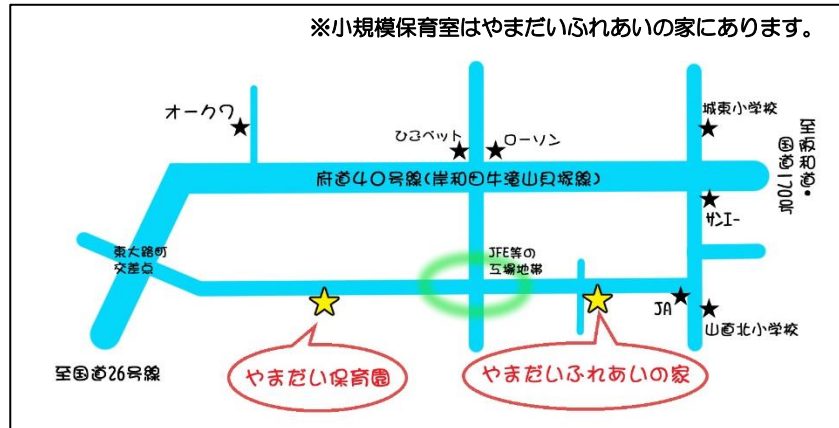 ※小規模保育室はやまだいふれあいの家にあります。
オークワ
ひごペット
ローソン
城東小学校
至阪和道・
国道170号
府道40号線(岸和田牛滝山貝塚線)
サンエー
東大路町
交差点
JFE等の
工場地帯
JA
山直北小学校
やまだい保育園
やまだいふれあいの家
至国道26号線